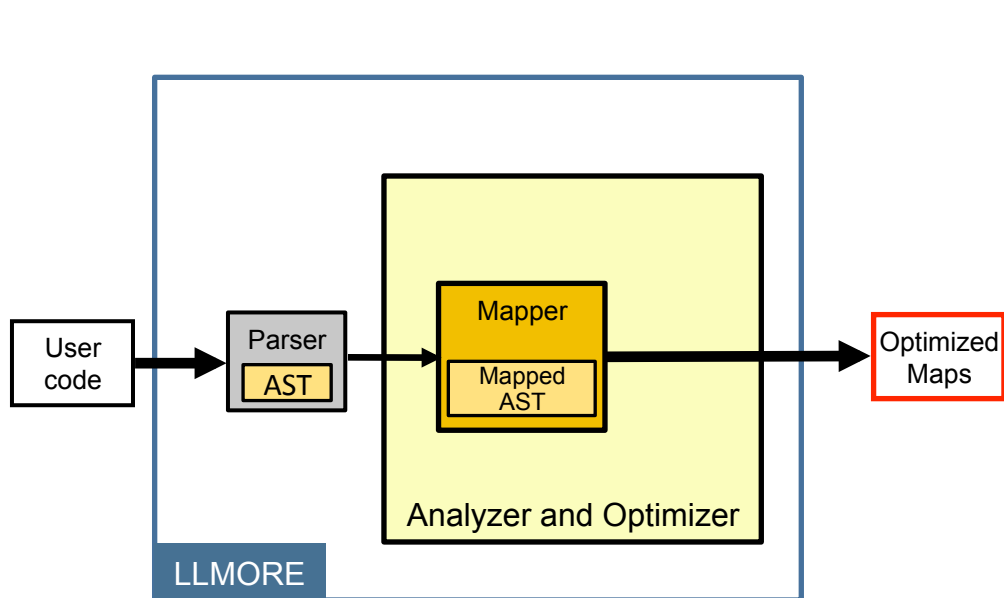 User
code
Parser
AST
Mapper
Mapped
AST
Analyzer and Optimizer
Optimized
Maps
LLMORE